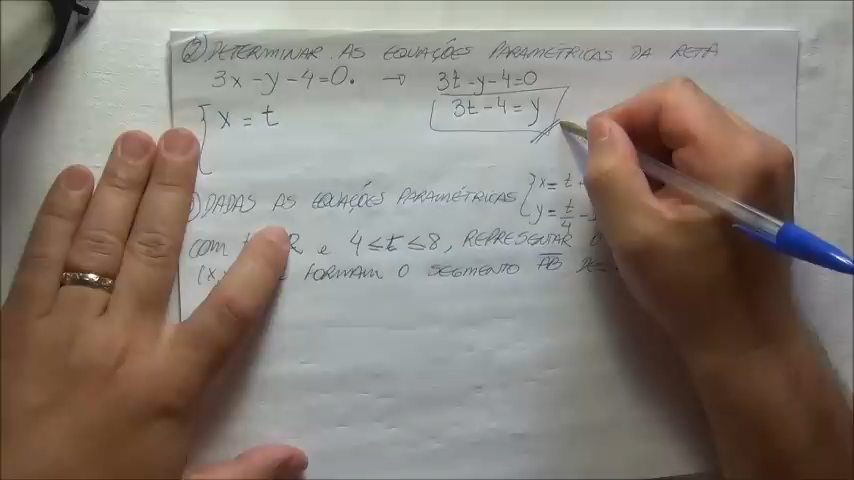 ② DETERMINAR AS EQUAÇÕES PARAMÉTRICAS DA RETA
3x - y - 4 = 0. → 3t - y - 4 = 0
x = t 3t - 4 = y
) DADAS AS EQUAÇÕES PARAMÉTRICAS { x = t +
y = t/4 -
COM R e 4 ≤ t ≤ 8, REPRESENTAR O
(x, FORMAM O SEGMENTO AB